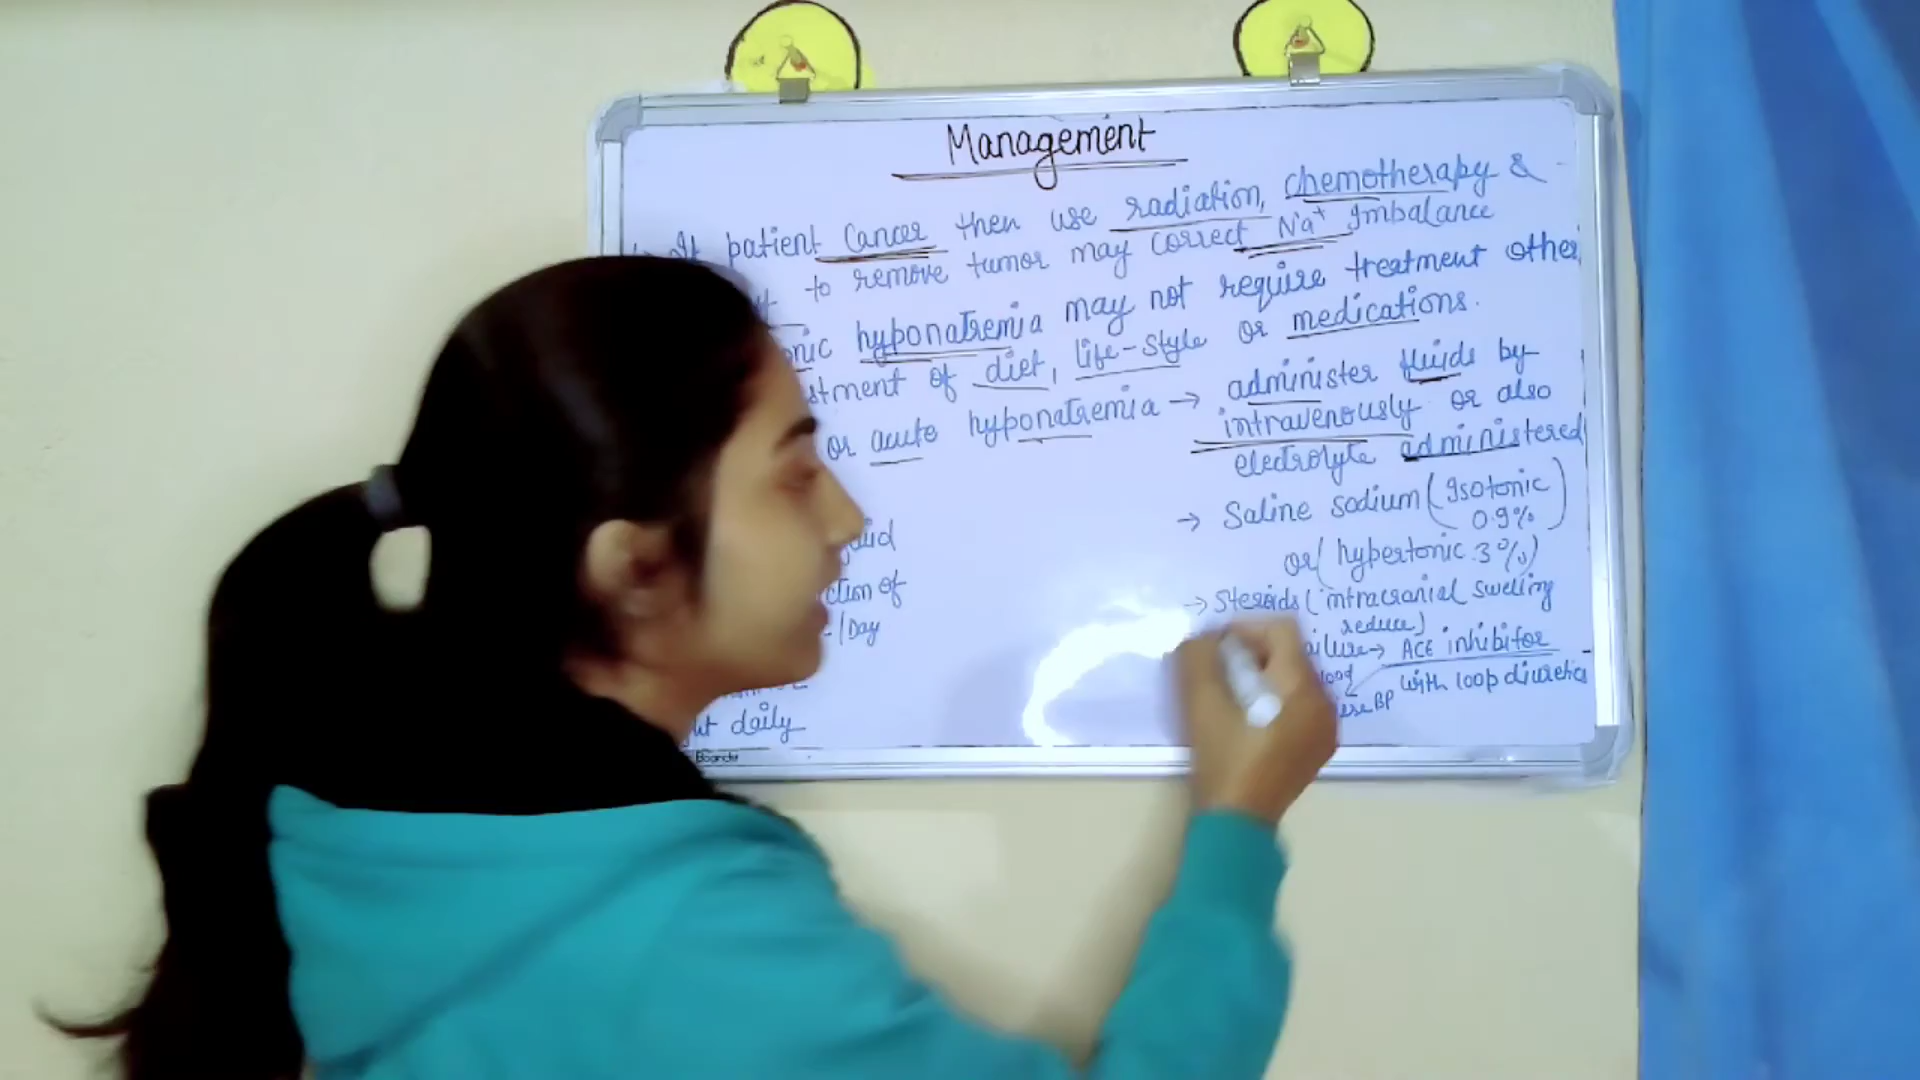 Management
If patient Cancer then use radiation, chemotherapy &
to remove tumor may correct Na+ Imbalance
hyponatremia may not require treatment other
of diet, life-style or medications.
or acute hyponatremia → administer fluids by
intravenously or also
electrolyte administered
→ Saline sodium (Isotonic
0.9%)
or (hypertonic 3%)
→ Steroids (intracranial swelling
reduce)
→ ACE inhibitor
with loop diuretics
BP
/Day
daily